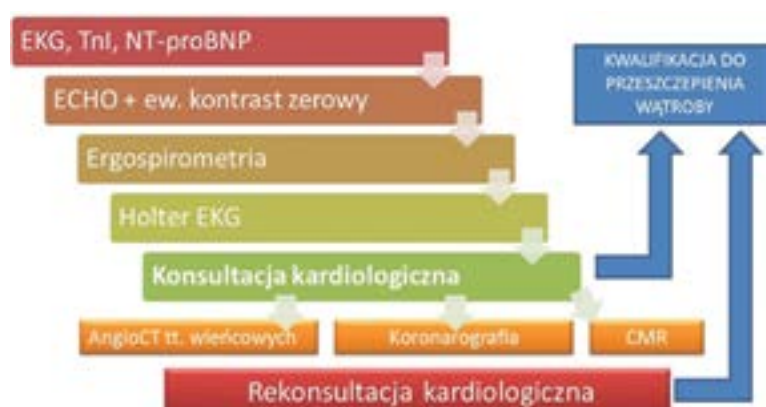 EKG, TnI, NT-proBNP
ECHO + ew. kontrast zerowy
Ergospirometria
Holter EKG
Konsultacja kardiologiczna
AngioCT tt. wieńcowych
Koronarografia
CMR
Rekonsultacja kardiologiczna
KWALIFIKACJA DO
PRZESZCZEPIENIA
WĄTROBY